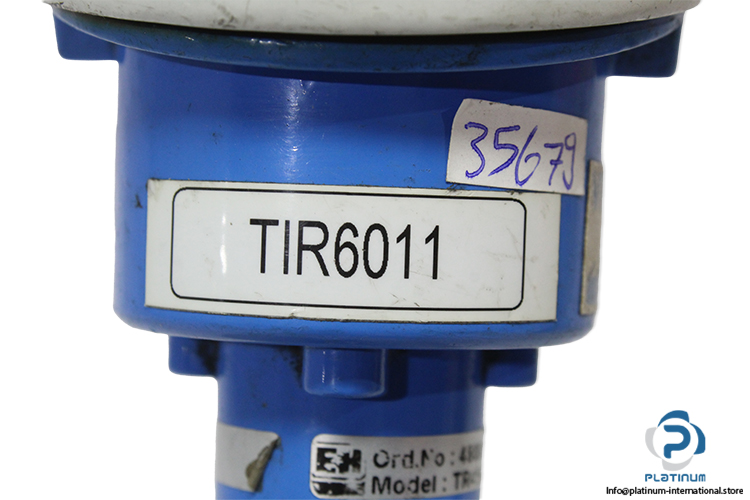 35679
TIR6011
E+H
Ord.No : 
Model : 
PLATINUM
Info@platinum-international.store